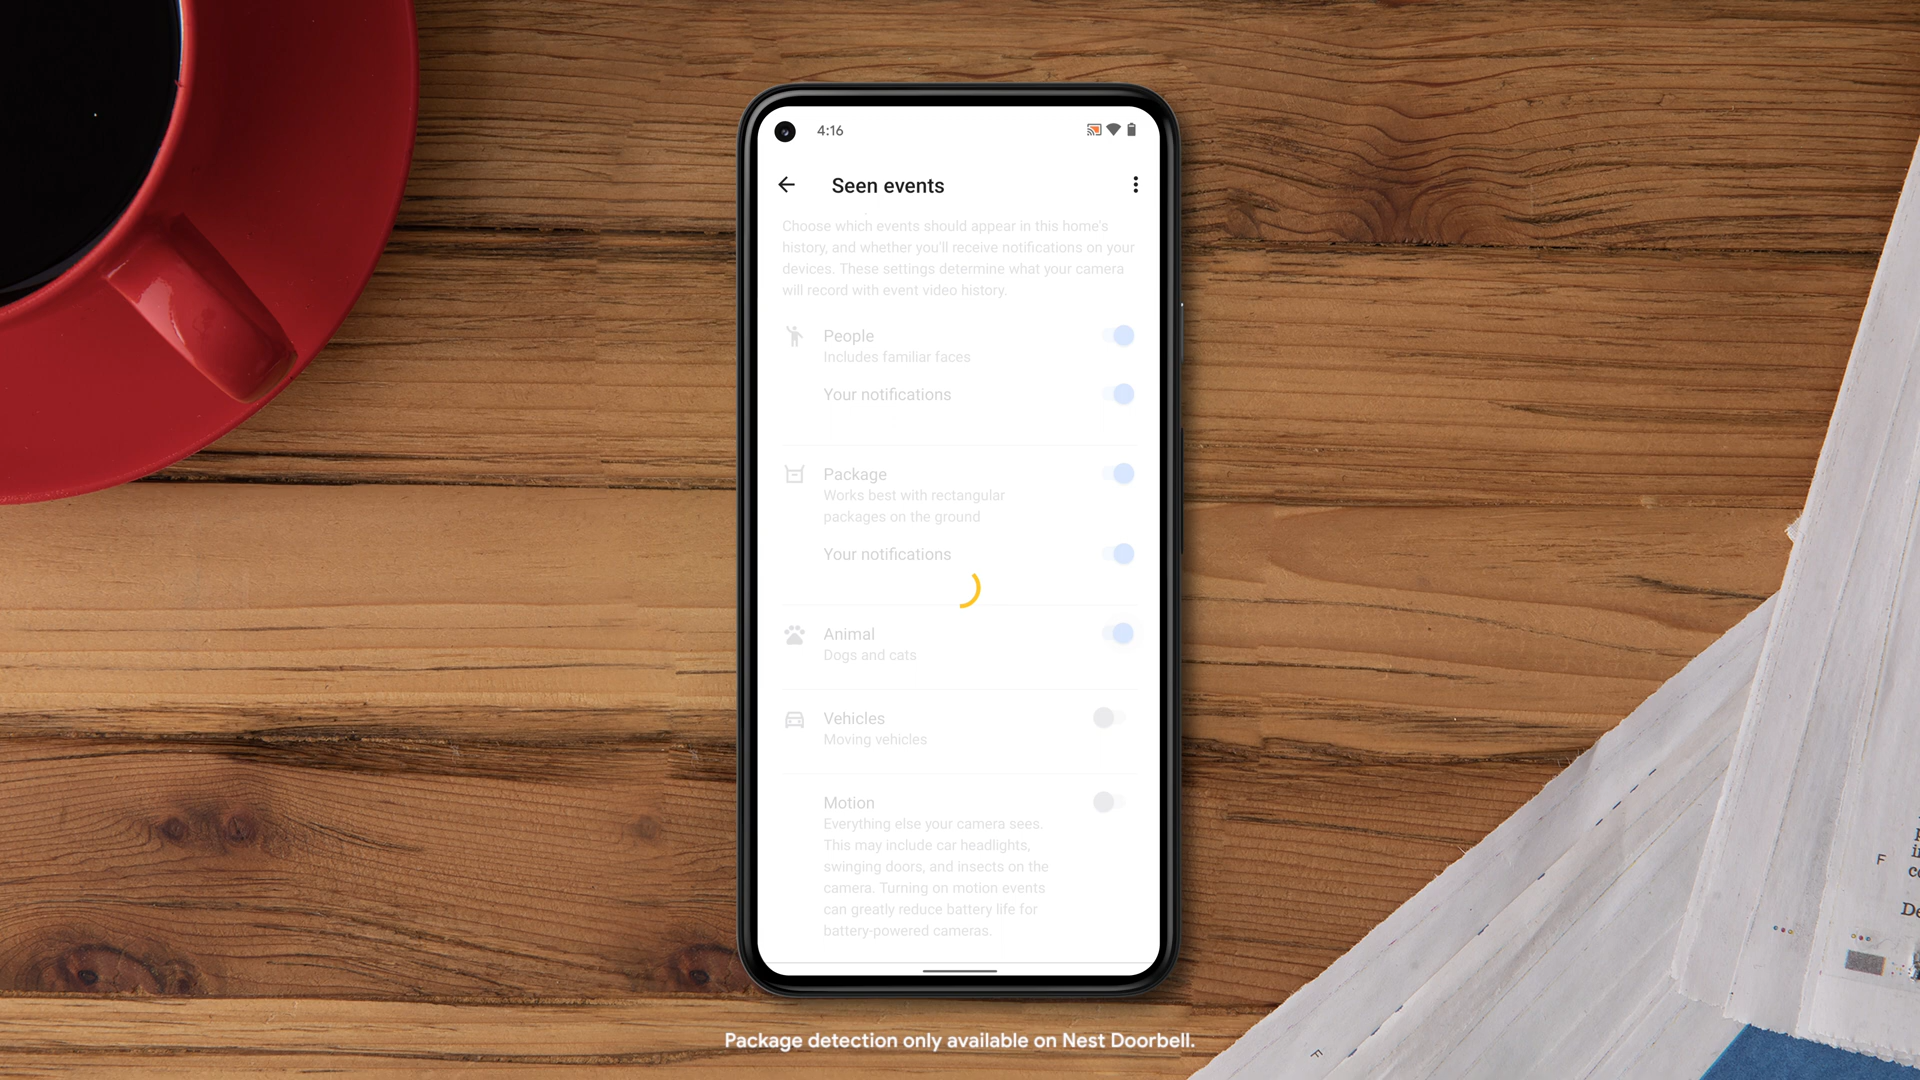 4:16
Seen events
Choose which events should appear in this home's
history, and whether you'll receive notifications on your
devices. These settings determine what your camera
will record with event video history.
People
Includes familiar faces
Your notifications
Package
Works best with rectangular
packages on the ground
Your notifications
Animal
Dogs and cats
Vehicles
Moving vehicles
Motion
Everything else your camera sees.
This may include car headlights,
swinging doors, and insects on the
camera. Turning on motion events
can greatly reduce battery life for
battery-powered cameras.
F
F
Package detection only available on Nest Doorbell.